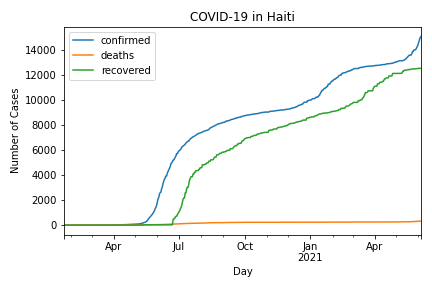 COVID-19 in Haiti
confirmed
deaths
recovered
Number of Cases
14000
12000
10000
8000
6000
4000
2000
0
Apr
Jul
Oct
Jan
2021
Apr
Day